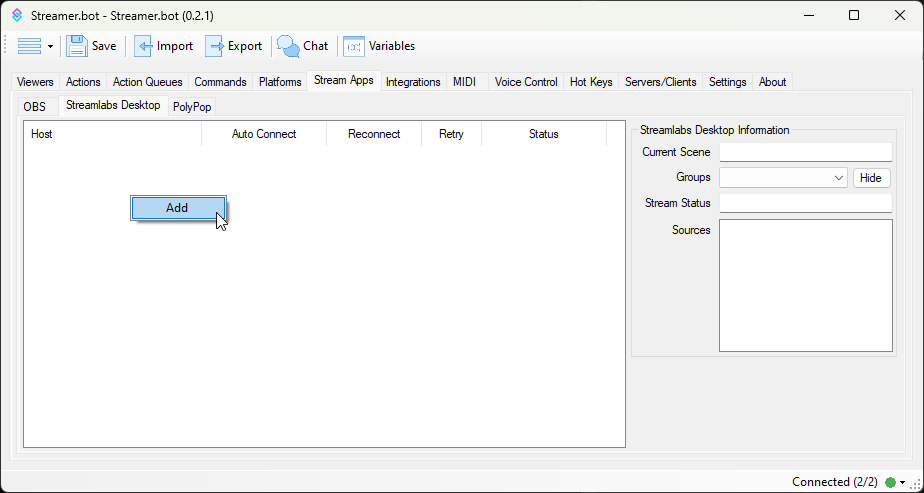 Streamer.bot - Streamer.bot (0.2.1)
Save Import Export Chat (x) Variables
Viewers Actions Action Queues Commands Platforms Stream Apps Integrations MIDI Voice Control Hot Keys Servers/Clients Settings About
OBS Streamlabs Desktop PolyPop
Host Auto Connect Reconnect Retry Status
Add
Streamlabs Desktop Information
Current Scene
Groups Hide
Stream Status
Sources
Connected (2/2)